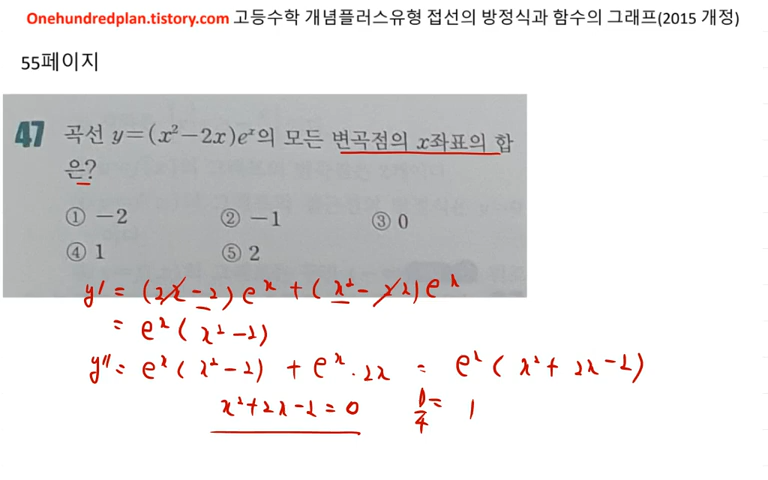 Onehundredplan.tistory.com 고등수학 개념플러스유형 접선의 방정식과 함수의 그래프(2015 개정)
55페이지
47 곡선 y=(x²-2x)eˣ의 모든 변곡점의 x좌표의 합
은?
① -2 ② -1 ③ 0
④ 1 ⑤ 2
y' = (2x-2)eˣ + (x²-2x)eˣ
= eˣ(x²-2)
y'' = eˣ(x²-2) + eˣ·2x = eˣ(x²+2x-2)
x²+2x-2=0